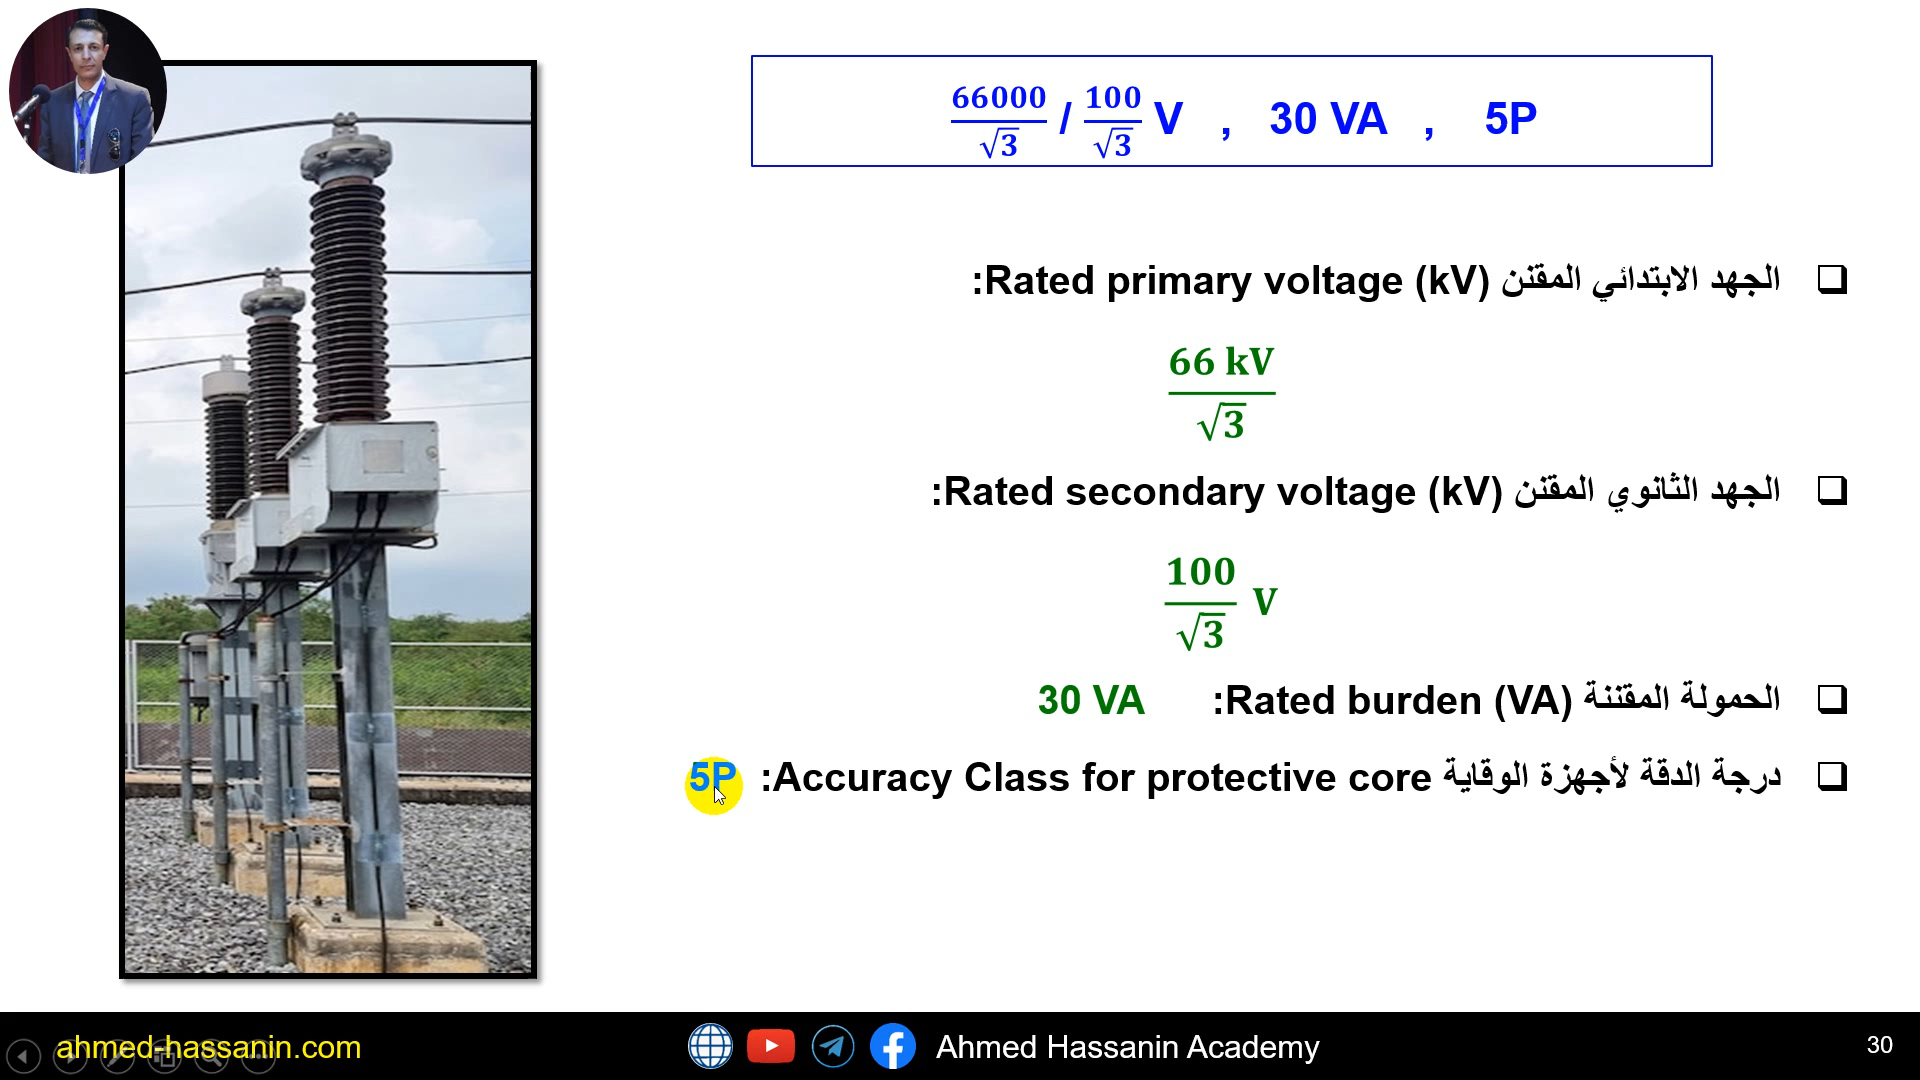 66000/√3 / 100/√3 V , 30 VA , 5P
❑ الجهد الابتدائي المقنن Rated primary voltage (kV):
66 kV/√3
❑ الجهد الثانوي المقنن Rated secondary voltage (kV):
100/√3 V
❑ الحمولة المقننة Rated burden (VA): 30 VA
❑ درجة الدقة لأجهزة الوقاية Accuracy Class for protective core: 5P
ahmed-hassanin.com
Ahmed Hassanin Academy
30